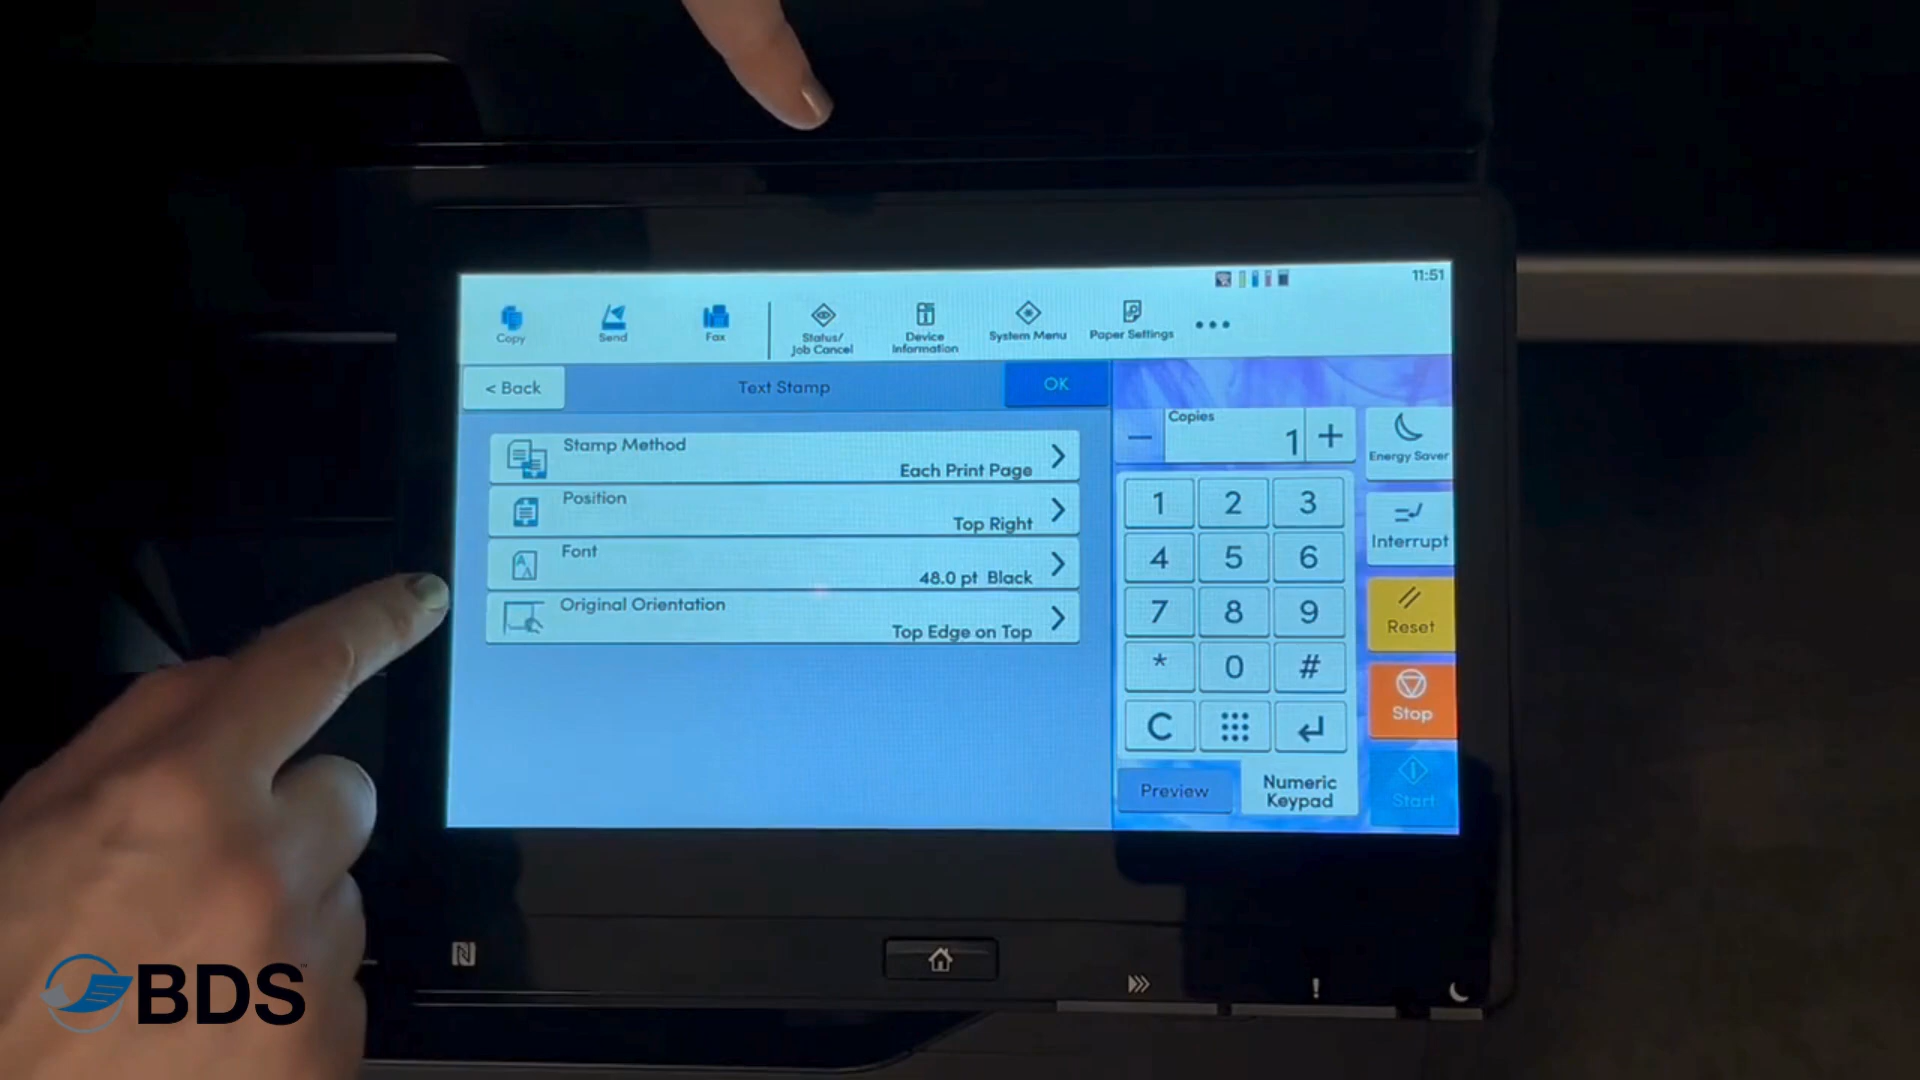 11:51
Copy
Send
Fax
Status/
Job Cancel
Device
Information
System Menu
Paper Settings
< Back
Text Stamp
OK
Stamp Method
Each Print Page
Position
Top Right
Font
48.0 pt Black
Original Orientation
Top Edge on Top
Copies
1
Energy Saver
1 2 3
Interrupt
4 5 6
7 8 9
Reset
* 0 #
Stop
C
Preview
Numeric
Keypad
Start
BDS™